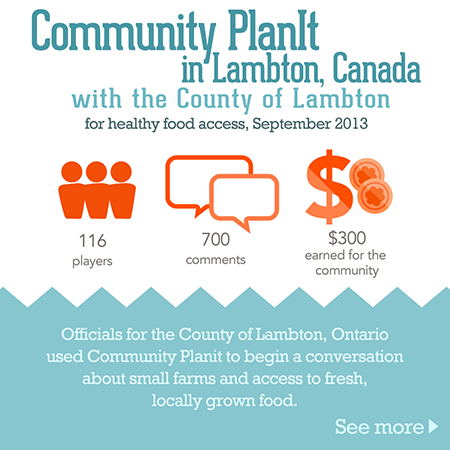 Community PlanIt
in Lambton, Canada
with the County of Lambton
for healthy food access, September 2013
116
players
700
comments
$300
earned for the
community
Officials for the County of Lambton, Ontario
used Community Planit to begin a conversation
about small farms and access to fresh,
locally grown food.
See more